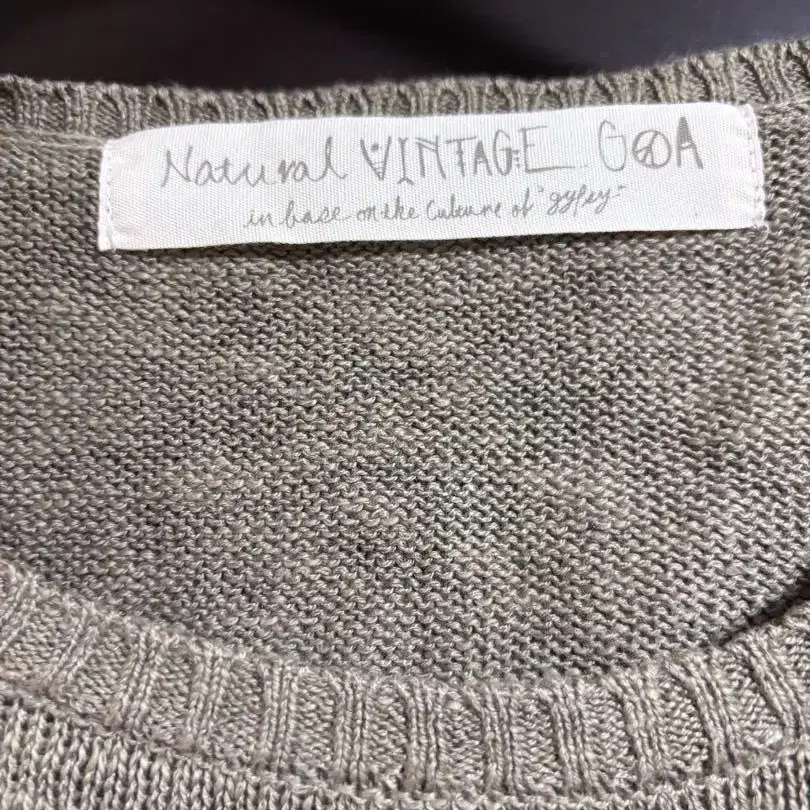 Natural VINTAGE GOA
in base on the Culture of "gypsy"